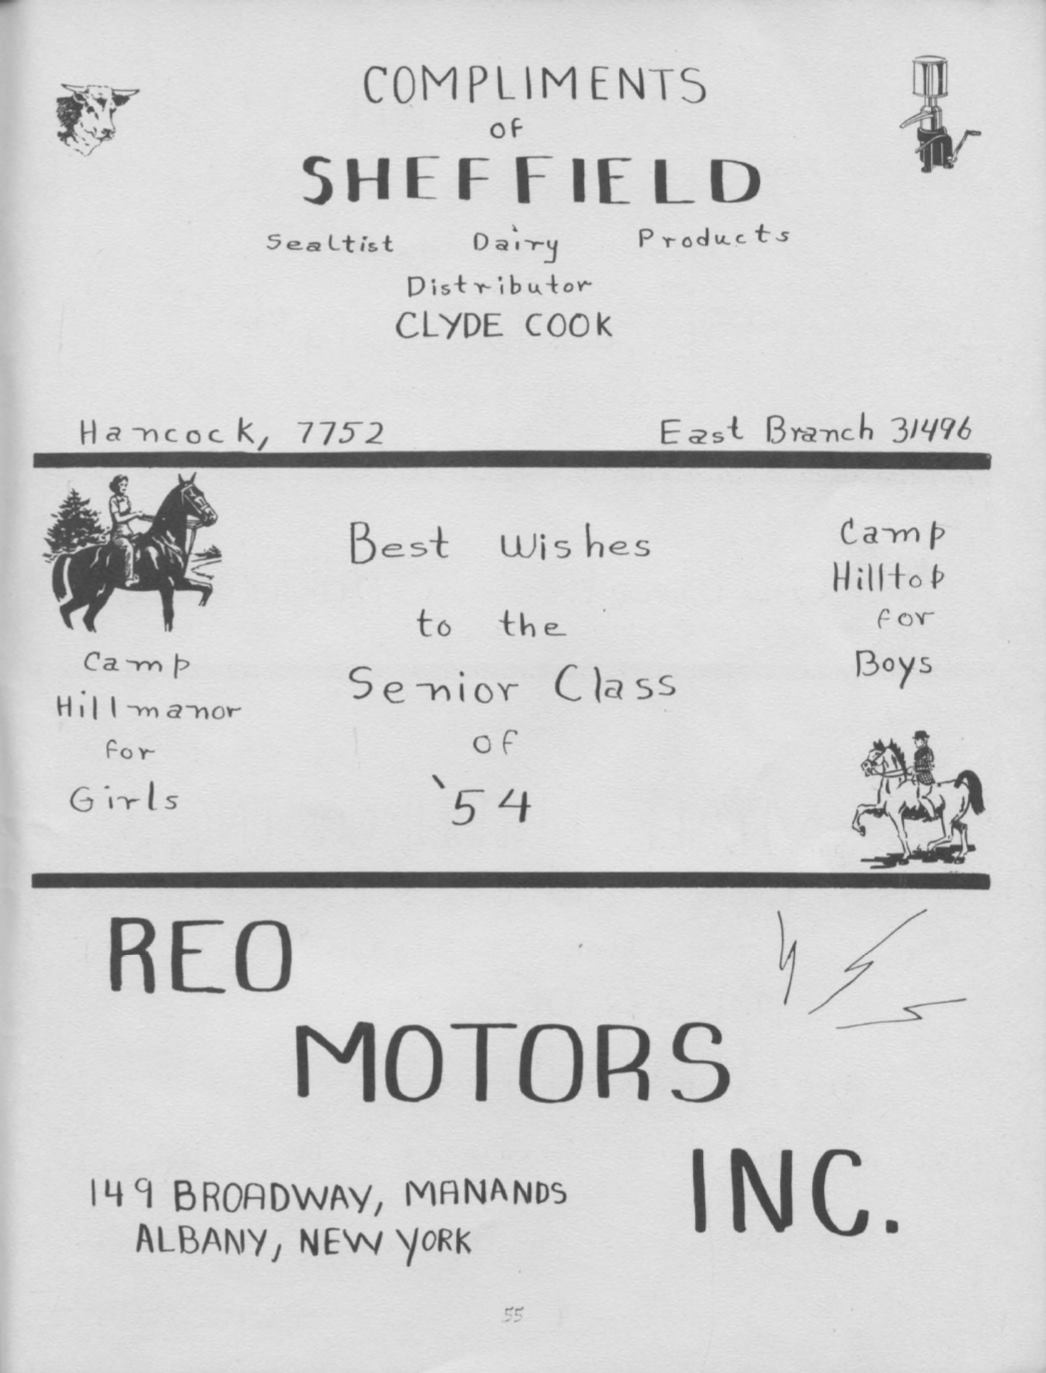 COMPLIMENTS
OF
SHEFFIELD
Sealtist Dairy Products
Distributor
CLYDE COOK
Hancock, 7752 East Branch 31496
Best Wishes
to the
Senior Class
of
'54
Camp
Hillmanor
for
Girls
Camp
Hilltop
for
Boys
REO
MOTORS
INC.
149 BROADWAY, MANANDS
ALBANY, NEW YORK
55